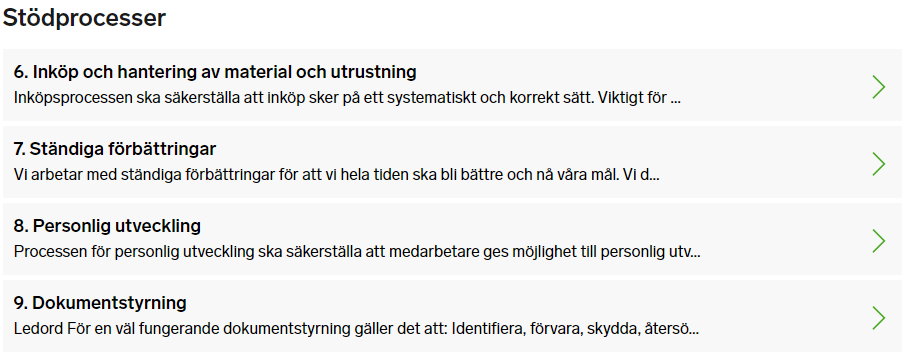 Stödprocesser
6. Inköp och hantering av material och utrustning
Inköpsprocessen ska säkerställa att inköp sker på ett systematiskt och korrekt sätt. Viktigt för ...
7. Ständiga förbättringar
Vi arbetar med ständiga förbättringar för att vi hela tiden ska bli bättre och nå våra mål. Vi d...
8. Personlig utveckling
Processen för personlig utveckling ska säkerställa att medarbetare ges möjlighet till personlig utv...
9. Dokumentstyrning
Ledord För en väl fungerande dokumentstyrning gäller det att: Identifiera, förvara, skydda, återsö...